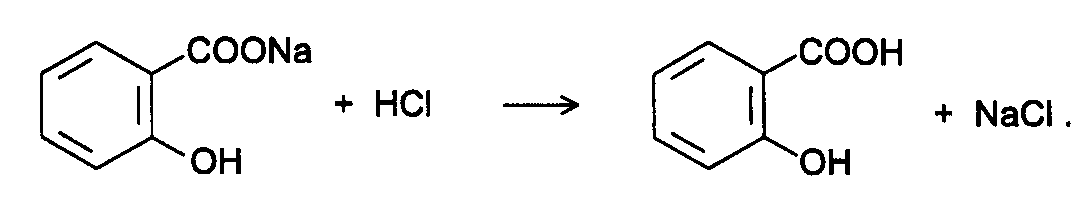 COONa COOH
+ HCl → + NaCl .
OH OH